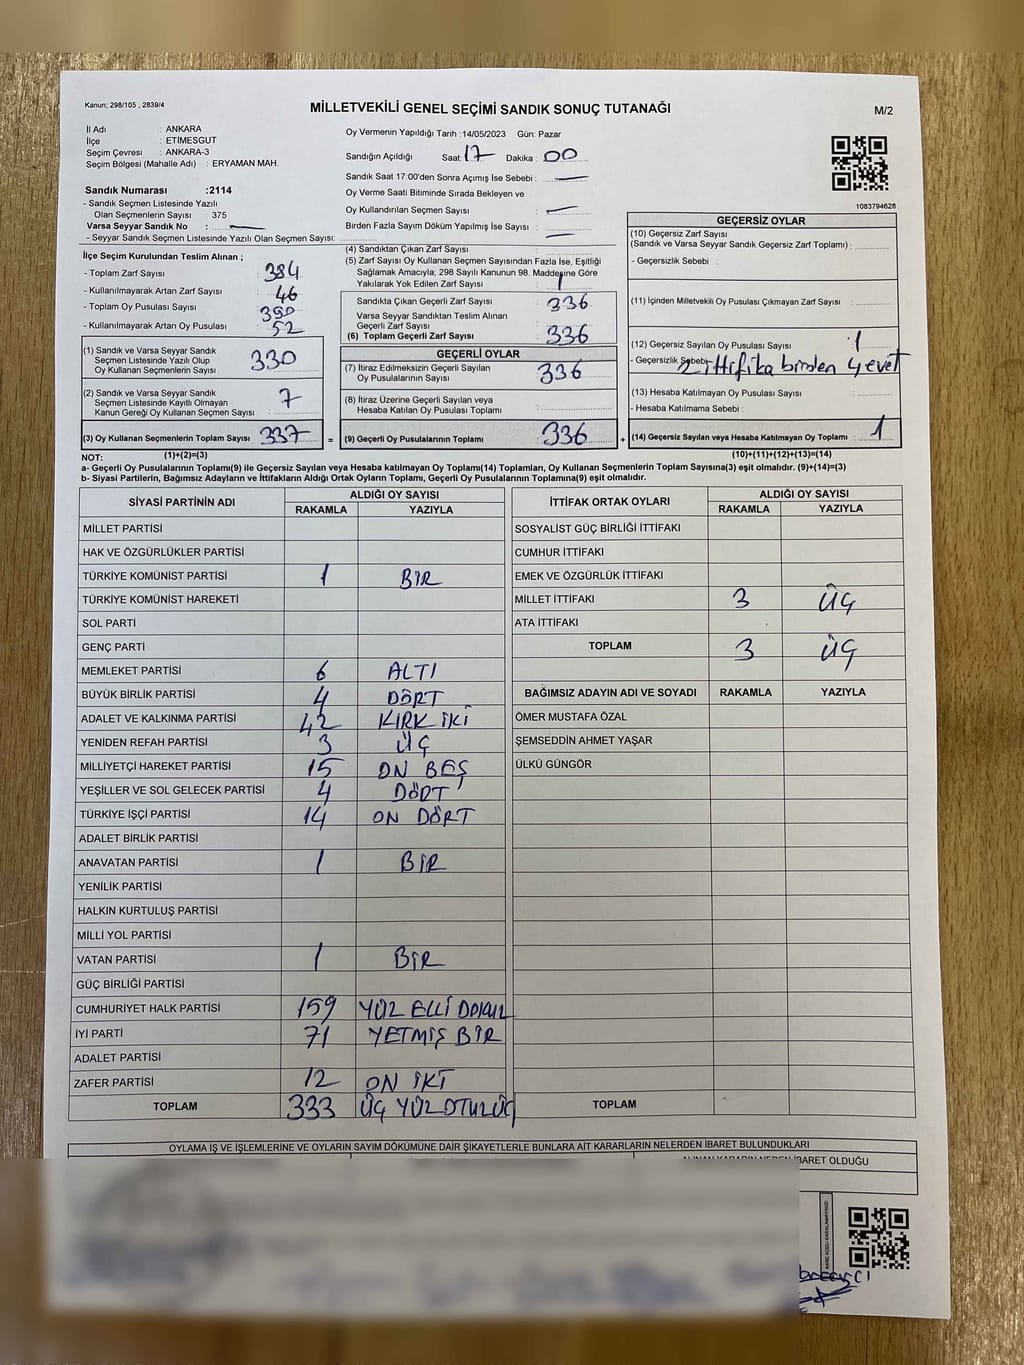 Kanun; 298/105 , 2839/4
MİLLETVEKİLİ GENEL SEÇİMİ SANDIK SONUÇ TUTANAĞI
M/2
İl Adı : ANKARA
İlçe : ETİMESGUT
Seçim Çevresi : ANKARA-3
Seçim Bölgesi (Mahalle Adı) : ERYAMAN MAH.
Sandık Numarası :2114
- Sandık Seçmen Listesinde Yazılı
Olan Seçmenlerin Sayısı : 375
Varsa Seyyar Sandık No : —
- Seyyar Sandık Seçmen Listesinde Yazılı Olan Seçmen Sayısı:
Oy Vermenin Yapıldığı Tarih :14/05/2023 Gün: Pazar
Sandığın Açıldığı Saat: 17 Dakika : 00
Sandık Saat 17:00'den Sonra Açımış İse Sebebi : —
Oy Verme Saati Bitiminde Sırada Bekleyen ve
Oy Kullandırılan Seçmen Sayısı : —
Birden Fazla Sayım Döküm Yapılmış İse Sayısı : —
1083794628
İlçe Seçim Kurulundan Teslim Alınan ;
- Toplam Zarf Sayısı : 384
- Kullanılmayarak Artan Zarf Sayısı : 46
- Toplam Oy Pusulası Sayısı :
- Kullanılmayarak Artan Oy Pusulası : 52
(1) Sandık ve Varsa Seyyar Sandık
Seçmen Listesinde Yazılı Olup
Oy Kullanan Seçmenlerin Sayısı : 330
(2) Sandık ve Varsa Seyyar Sandık
Seçmen Listesinde Kayıtlı Olmayan
Kanun Gereği Oy Kullanan Seçmen Sayısı : 7
(3) Oy Kullanan Seçmenlerin Toplam Sayısı : 337 =
(4) Sandıktan Çıkan Zarf Sayısı :
(5) Zarf Sayısı Oy Kullanan Seçmen Sayısından Fazla İse, Eşitliği
Sağlamak Amacıyla, 298 Sayılı Kanunun 98. Maddesine Göre
Yakılarak Yok Edilen Zarf Sayısı : 1
Sandıkta Çıkan Geçerli Zarf Sayısı : 336
Varsa Seyyar Sandıktan Teslim Alınan
Geçerli Zarf Sayısı :
(6) Toplam Geçerli Zarf Sayısı : 336
GEÇERLİ OYLAR
(7) İtiraz Edilmeksizin Geçerli Sayılan
Oy Pusulalarının Sayısı : 336
(8) İtiraz Üzerine Geçerli Sayılan veya
Hesaba Katılan Oy Pusulası Toplamı :
(9) Geçerli Oy Pusulalarının Toplamı : 336 +
GEÇERSİZ OYLAR
(10) Geçersiz Zarf Sayısı
(Sandık ve Varsa Seyyar Sandık Geçersiz Zarf Toplamı) :
- Geçersizlik Sebebi :
(11) İçinden Milletvekili Oy Pusulası Çıkmayan Zarf Sayısı :
(12) Geçersiz Sayılan Oy Pusulası Sayısı : 1
- Geçersizlik Sebebi: 2 ittifika birden 4 evet
(13) Hesaba Katılmayan Oy Pusulası Sayısı :
- Hesaba Katılmama Sebebi :
(14) Geçersiz Sayılan veya Hesaba Katılmayan Oy Toplamı : 1
NOT: (1)+(2)=(3) (10)+(11)+(12)+(13)=(14)
a- Geçerli Oy Pusulalarının Toplamı(9) ile Geçersiz Sayılan veya Hesaba katılmayan Oy Toplamı(14) Toplamları, Oy Kullanan Seçmenlerin Toplam Sayısına(3) eşit olmalıdır. (9)+(14)=(3)
b- Siyasi Partilerin, Bağımsız Adayların ve İttifakların Aldığı Ortak Oyların Toplamı, Geçerli Oy Pusulalarının Toplamına(9) eşit olmalıdır.
SİYASİ PARTİNİN ADI ALDIĞI OY SAYISI
RAKAMLA YAZIYLA
MİLLET PARTİSİ
HAK VE ÖZGÜRLÜKLER PARTİSİ
TÜRKİYE KOMÜNİST PARTİSİ 1 BİR
TÜRKİYE KOMÜNİST HAREKETİ
SOL PARTİ
GENÇ PARTİ
MEMLEKET PARTİSİ 6 ALTI
BÜYÜK BİRLİK PARTİSİ 4 DÖRT
ADALET VE KALKINMA PARTİSİ 42 KIRK İKİ
YENİDEN REFAH PARTİSİ 3 ÜÇ
MİLLİYETÇİ HAREKET PARTİSİ 15 ON BEŞ
YEŞİLLER VE SOL GELECEK PARTİSİ 4 DÖRT
TÜRKİYE İŞÇİ PARTİSİ 14 ON DÖRT
ADALET BİRLİK PARTİSİ
ANAVATAN PARTİSİ 1 BİR
YENİLİK PARTİSİ
HALKIN KURTULUŞ PARTİSİ
MİLLİ YOL PARTİSİ
VATAN PARTİSİ 1 BİR
GÜÇ BİRLİĞİ PARTİSİ
CUMHURİYET HALK PARTİSİ 159 YÜZ ELLİ DOKUZ
İYİ PARTİ 71 YETMİŞ BİR
ADALET PARTİSİ
ZAFER PARTİSİ 12 ON İKİ
TOPLAM 333 ÜÇ YÜZ OTUZ ÜÇ
İTTİFAK ORTAK OYLARI ALDIĞI OY SAYISI
RAKAMLA YAZIYLA
SOSYALİST GÜÇ BİRLİĞİ İTTİFAKI
CUMHUR İTTİFAKI
EMEK VE ÖZGÜRLÜK İTTİFAKI
MİLLET İTTİFAKI 3 ÜÇ
ATA İTTİFAKI
TOPLAM 3 ÜÇ
BAĞIMSIZ ADAYIN ADI VE SOYADI RAKAMLA YAZIYLA
ÖMER MUSTAFA ÖZAL
ŞEMSEDDİN AHMET YAŞAR
ÜLKÜ GÜNGÖR
TOPLAM
OYLAMA İŞ VE İŞLEMLERİNE VE OYLARIN SAYIM DÖKÜMÜNE DAİR ŞİKAYETLERLE BUNLARA AİT KARARLARIN NELERDEN İBARET BULUNDUKLARI
ALINAN KARARIN NEDEN İBARET OLDUĞU